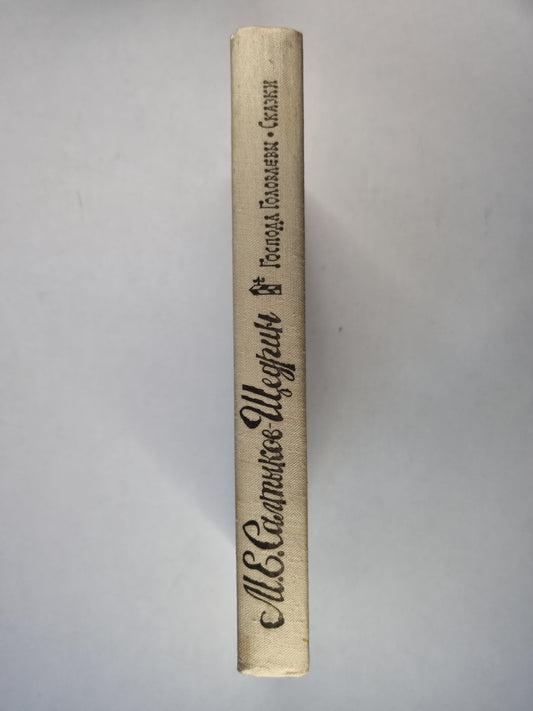 М.Е.Салтыков-Щедрин
Господа Головлевы • Сказки